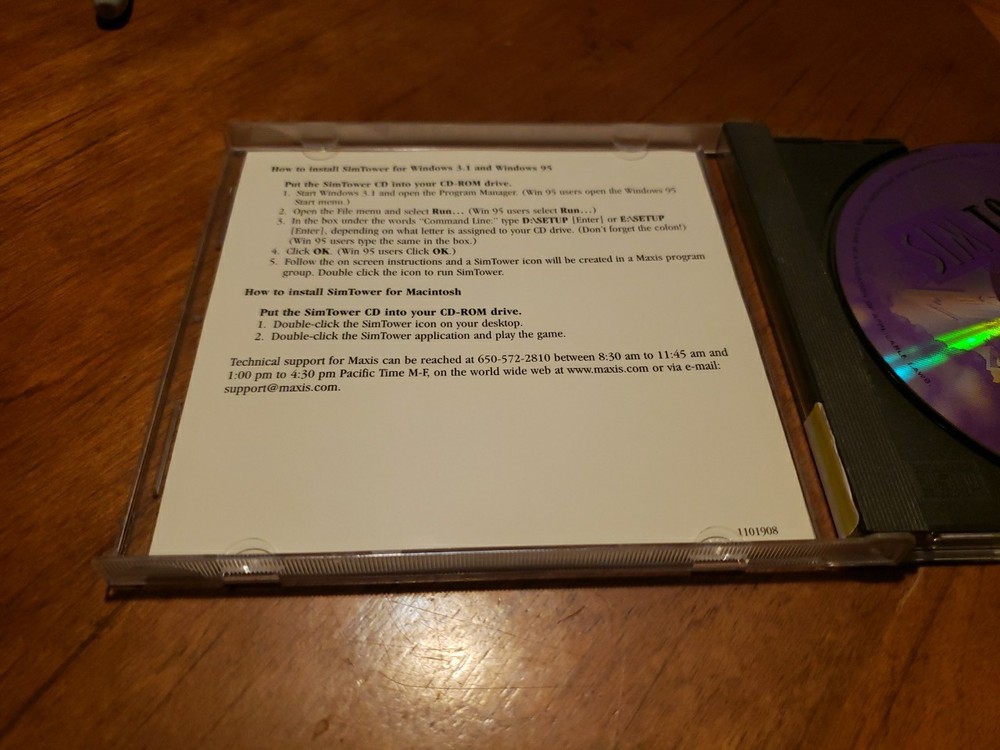 How to install SimTower for Windows 3.1 and Windows 95
Put the SimTower CD into your CD-ROM drive.
1. Start Windows 3.1 and open the Program Manager. (Win 95 users open the Windows 95
Start menu.)
2. Open the File menu and select Run... (Win 95 users select Run...)
3. In the box under the words "Command Line:" type D:\SETUP [Enter] or E:\SETUP
[Enter], depending on what letter is assigned to your CD drive. (Don't forget the colon!)
(Win 95 users type the same in the box.)
4. Click OK. (Win 95 users Click OK.)
5. Follow the on screen instructions and a SimTower icon will be created in a Maxis program
group. Double click the icon to run SimTower.
How to install SimTower for Macintosh
Put the SimTower CD into your CD-ROM drive.
1. Double-click the SimTower icon on your desktop.
2. Double-click the SimTower application and play the game.
Technical support for Maxis can be reached at 650-572-2810 between 8:30 am to 11:45 am and
1:00 pm to 4:30 pm Pacific Time M-F, on the world wide web at www.maxis.com or via e-mail:
support@maxis.com.
1101908
SIM TO